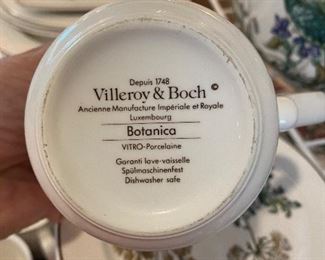 Depuis 1748
Villeroy & Boch ©
Ancienne Manufacture Impériale et Royale
Luxembourg
Botanica
VITRO-Porcelaine
Garanti lave-vaisselle
Spülmaschinenfest
Dishwasher safe